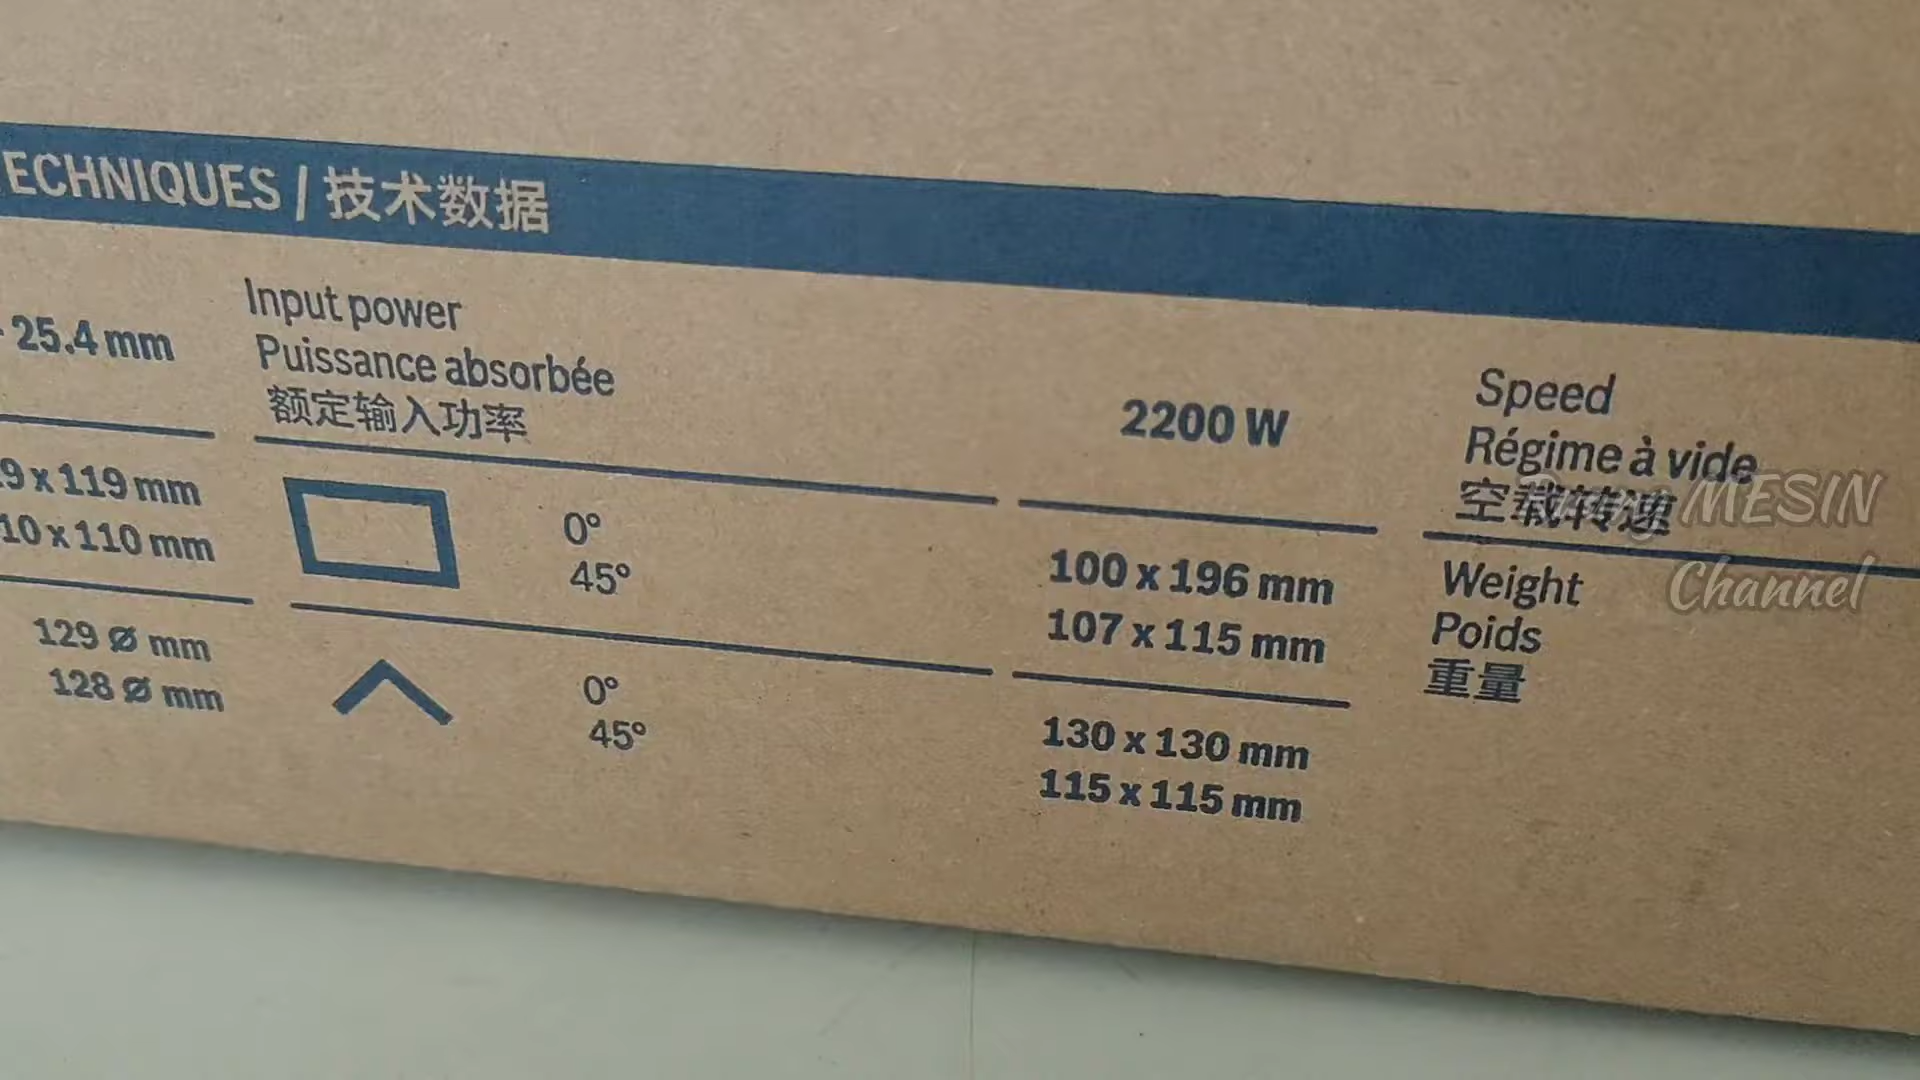 ECHNIQUES / 技术数据
25.4 mm
9 x 119 mm
10 x 110 mm
129 Ø mm
128 Ø mm
Input power
Puissance absorbée
额定输入功率
2200 W
0°
45°
100 x 196 mm
107 x 115 mm
0°
45°
130 x 130 mm
115 x 115 mm
Speed
Régime à vide
空载转速
Weight
Poids
重量
MESIN
Channel